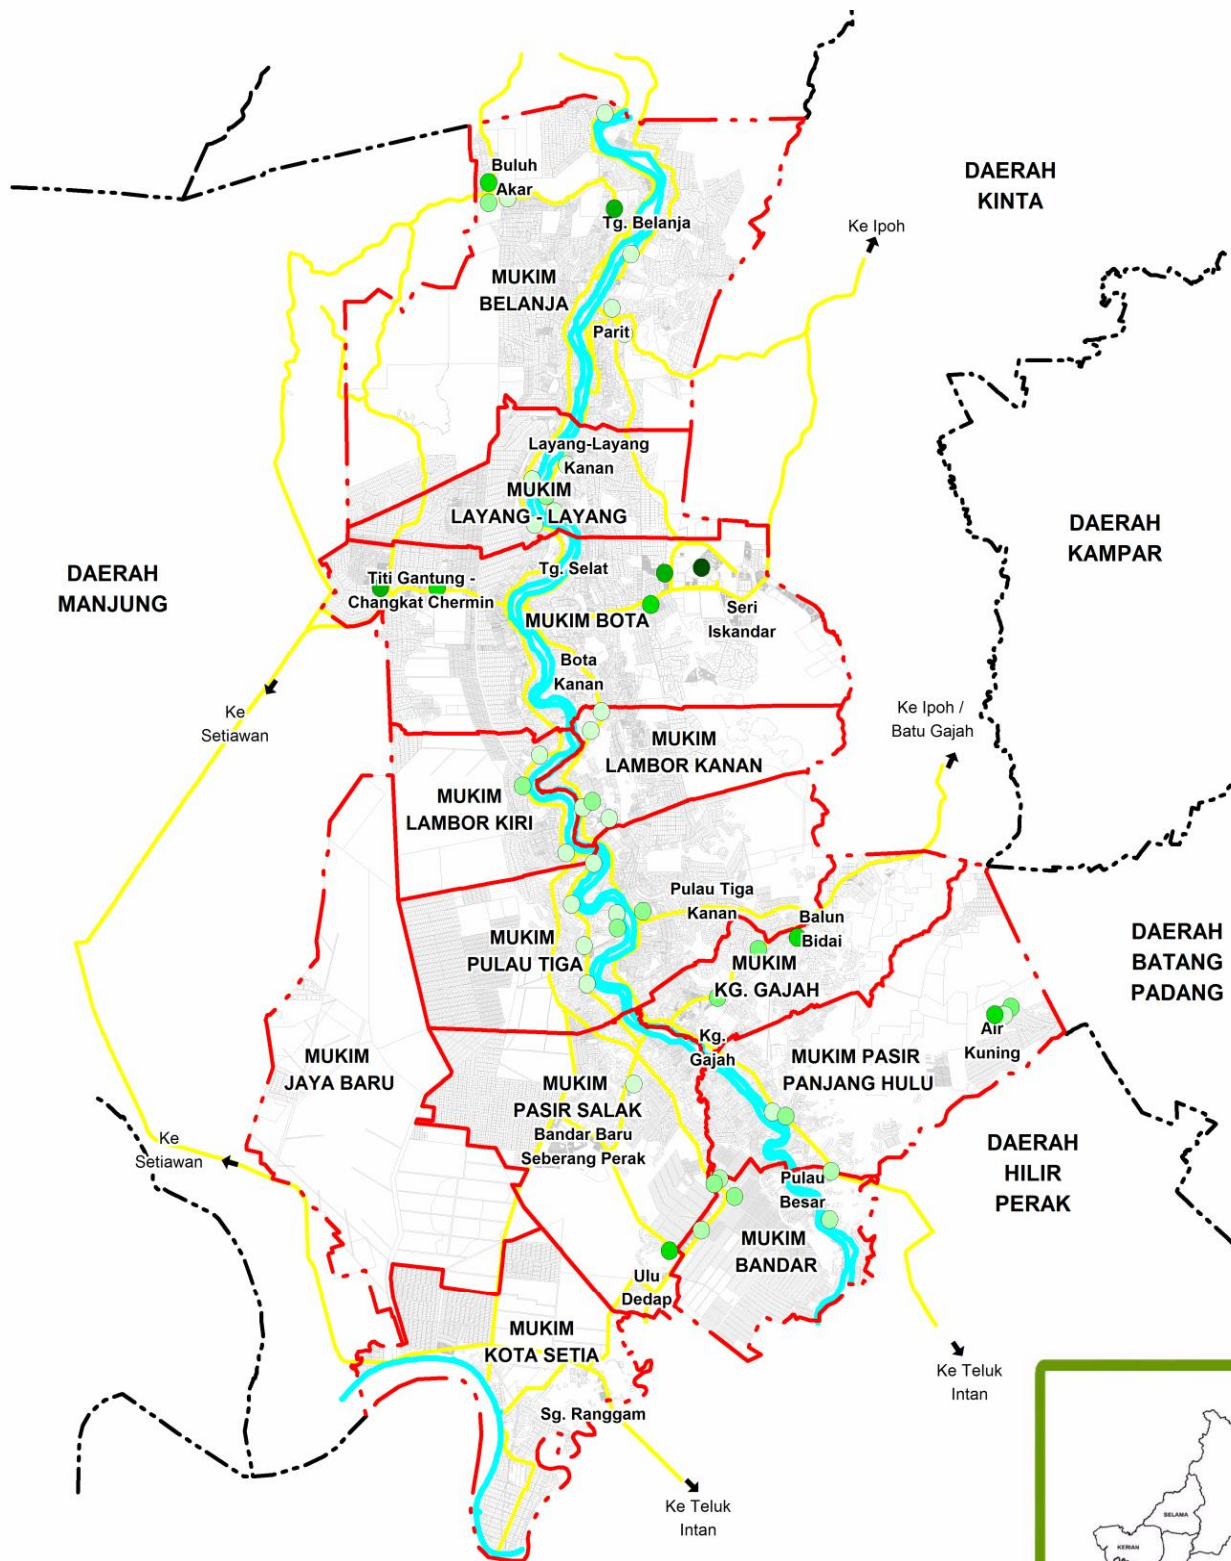 DAERAH
KINTA
Buluh
Akar
Tg. Belanja
Ke Ipoh
MUKIM
BELANJA
Parit
Layang-Layang
Kanan
MUKIM
LAYANG - LAYANG
DAERAH
KAMPAR
DAERAH
MANJUNG
Titi Gantung -
Changkat Chermin
Tg. Selat
MUKIM BOTA
Seri
Iskandar
Bota
Kanan
Ke
Setiawan
Ke Ipoh /
Batu Gajah
MUKIM
LAMBOR KANAN
MUKIM
LAMBOR KIRI
Pulau Tiga
Kanan
Balun
Bidai
MUKIM
PULAU TIGA
MUKIM
KG. GAJAH
DAERAH
BATANG
PADANG
Air
Kuning
Kg.
Gajah
MUKIM PASIR
PANJANG HULU
MUKIM
JAYA BARU
MUKIM
PASIR SALAK
Bandar Baru
Seberang Perak
Ke
Setiawan
DAERAH
HILIR
PERAK
Pulau
Besar
MUKIM
BANDAR
Ulu
Dedap
MUKIM
KOTA SETIA
Ke Teluk
Intan
Sg. Ranggam
Ke Teluk
Intan
SELAMA
KERIAN